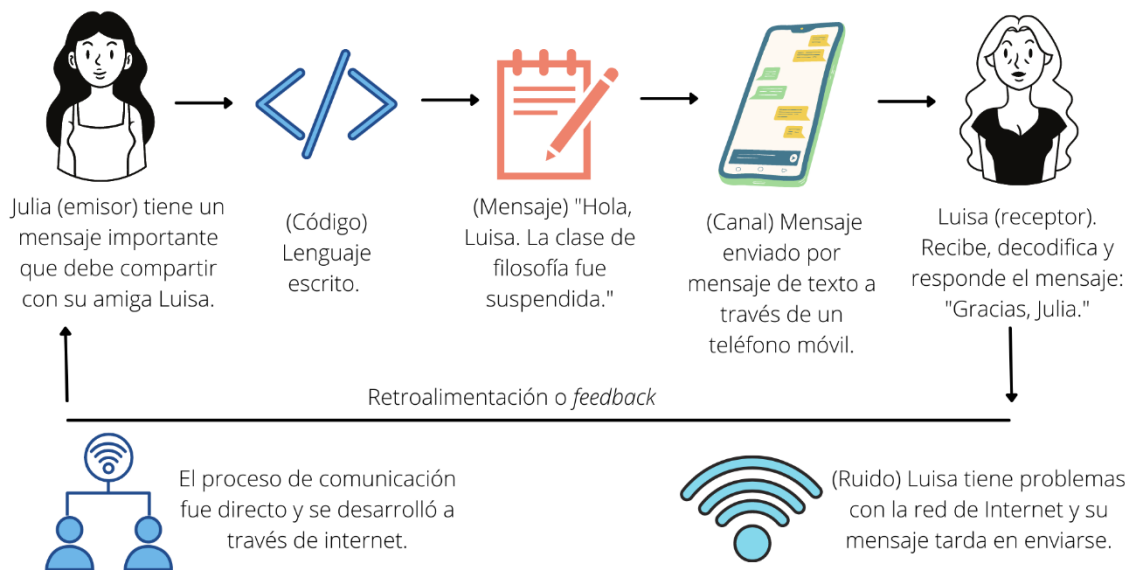 Julia (emisor) tiene un
mensaje importante
que debe compartir
con su amiga Luisa.
(Código)
Lenguaje
escrito.
(Mensaje) "Hola,
Luisa. La clase de
filosofía fue
suspendida."
(Canal) Mensaje
enviado por
mensaje de texto a
través de un
teléfono móvil.
Luisa (receptor).
Recibe, decodifica y
responde el mensaje:
"Gracias, Julia."
Retroalimentación o feedback
El proceso de comunicación
fue directo y se desarrolló a
través de internet.
(Ruido) Luisa tiene problemas
con la red de Internet y su
mensaje tarda en enviarse.